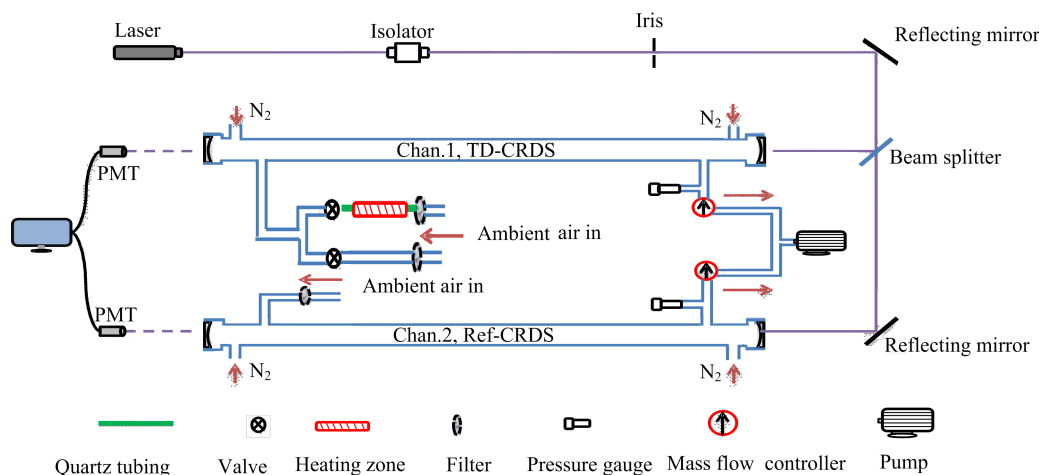 Laser
Isolator
Iris
Reflecting mirror
N2
N2
PMT
Chan.1, TD-CRDS
Beam splitter
Ambient air in
Ambient air in
PMT
Chan.2, Ref-CRDS
Reflecting mirror
N2
N2
Quartz tubing
Valve
Heating zone
Filter
Pressure gauge
Mass flow controller
Pump